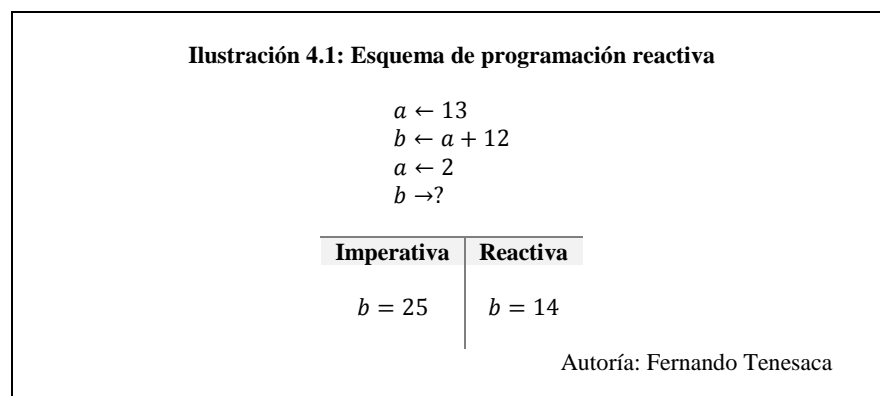 Ilustración 4.1: Esquema de programación reactiva
a ← 13
b ← a + 12
a ← 2
b →?
Imperativa Reactiva
b = 25 b = 14
Autoría: Fernando Tenesaca